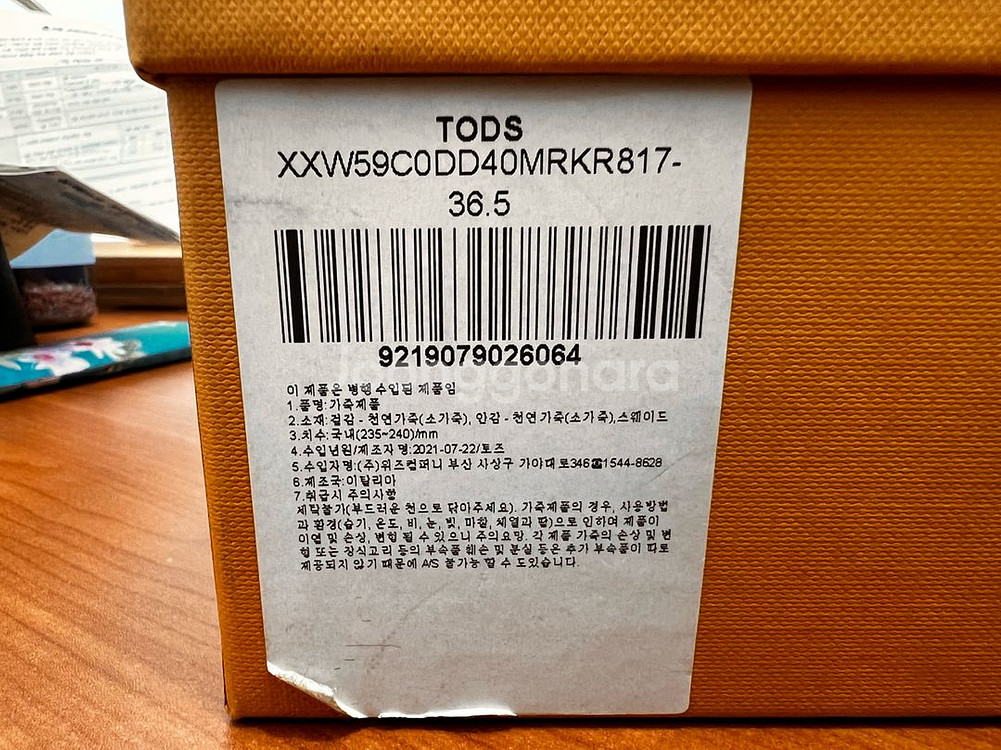 TODS
XXW59C0DD40MRKR817-
36.5
9219079026064
이 제품은 병행수입된 제품임
1.품명:가죽제품
2.소재:겉감 - 천연가죽(소가죽), 안감 - 천연가죽(소가죽),스웨이드
3.치수:국내(235~240)/mm
4.수입년원/제조자명:2021-07-22/토즈
5.수입자명:(주)위즈컴퍼니 부산 사상구 가야대로346☎1544-8628
6.제조국:이탈리아
7.취급시 주의사항
세탁불가(부드러운 천으로 닦아주세요). 가죽제품의 경우, 사용방법
과 환경(습기, 온도, 비, 눈, 빛, 마찰, 체열과 땀)으로 인하며 제품이
이염 및 손상, 변형 될 수 있으니 주의요망. 각 제품 가죽의 손상 및 변
형 또는 장식고리 등의 부속품 훼손 및 분실 등은 추가 부속품이 따로
제공되지 않기 때문에 A/S 불가능 할 수 도있습니다.